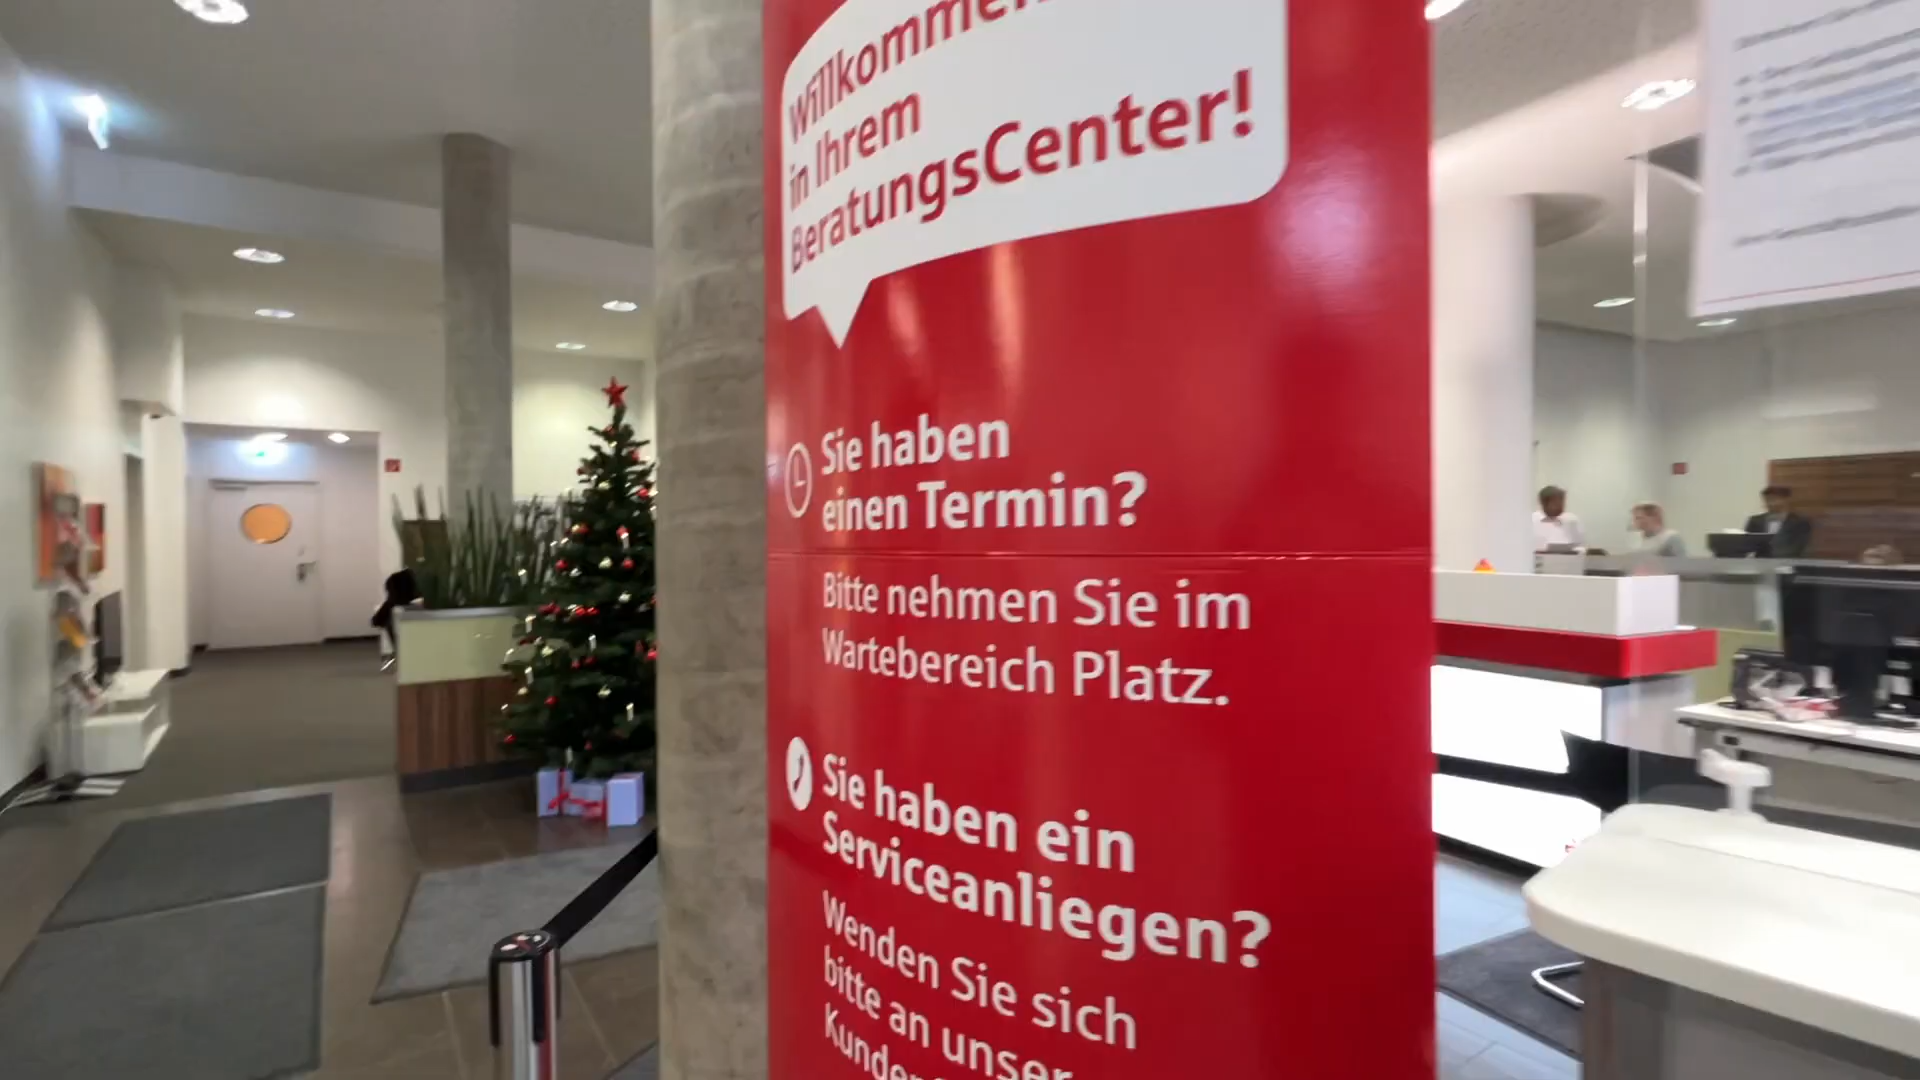 Willkommen
in Ihrem
BeratungsCenter!
Sie haben
einen Termin?
Bitte nehmen Sie im
Wartebereich Platz.
Sie haben ein
Serviceanliegen?
Wenden Sie sich
bitte an unser